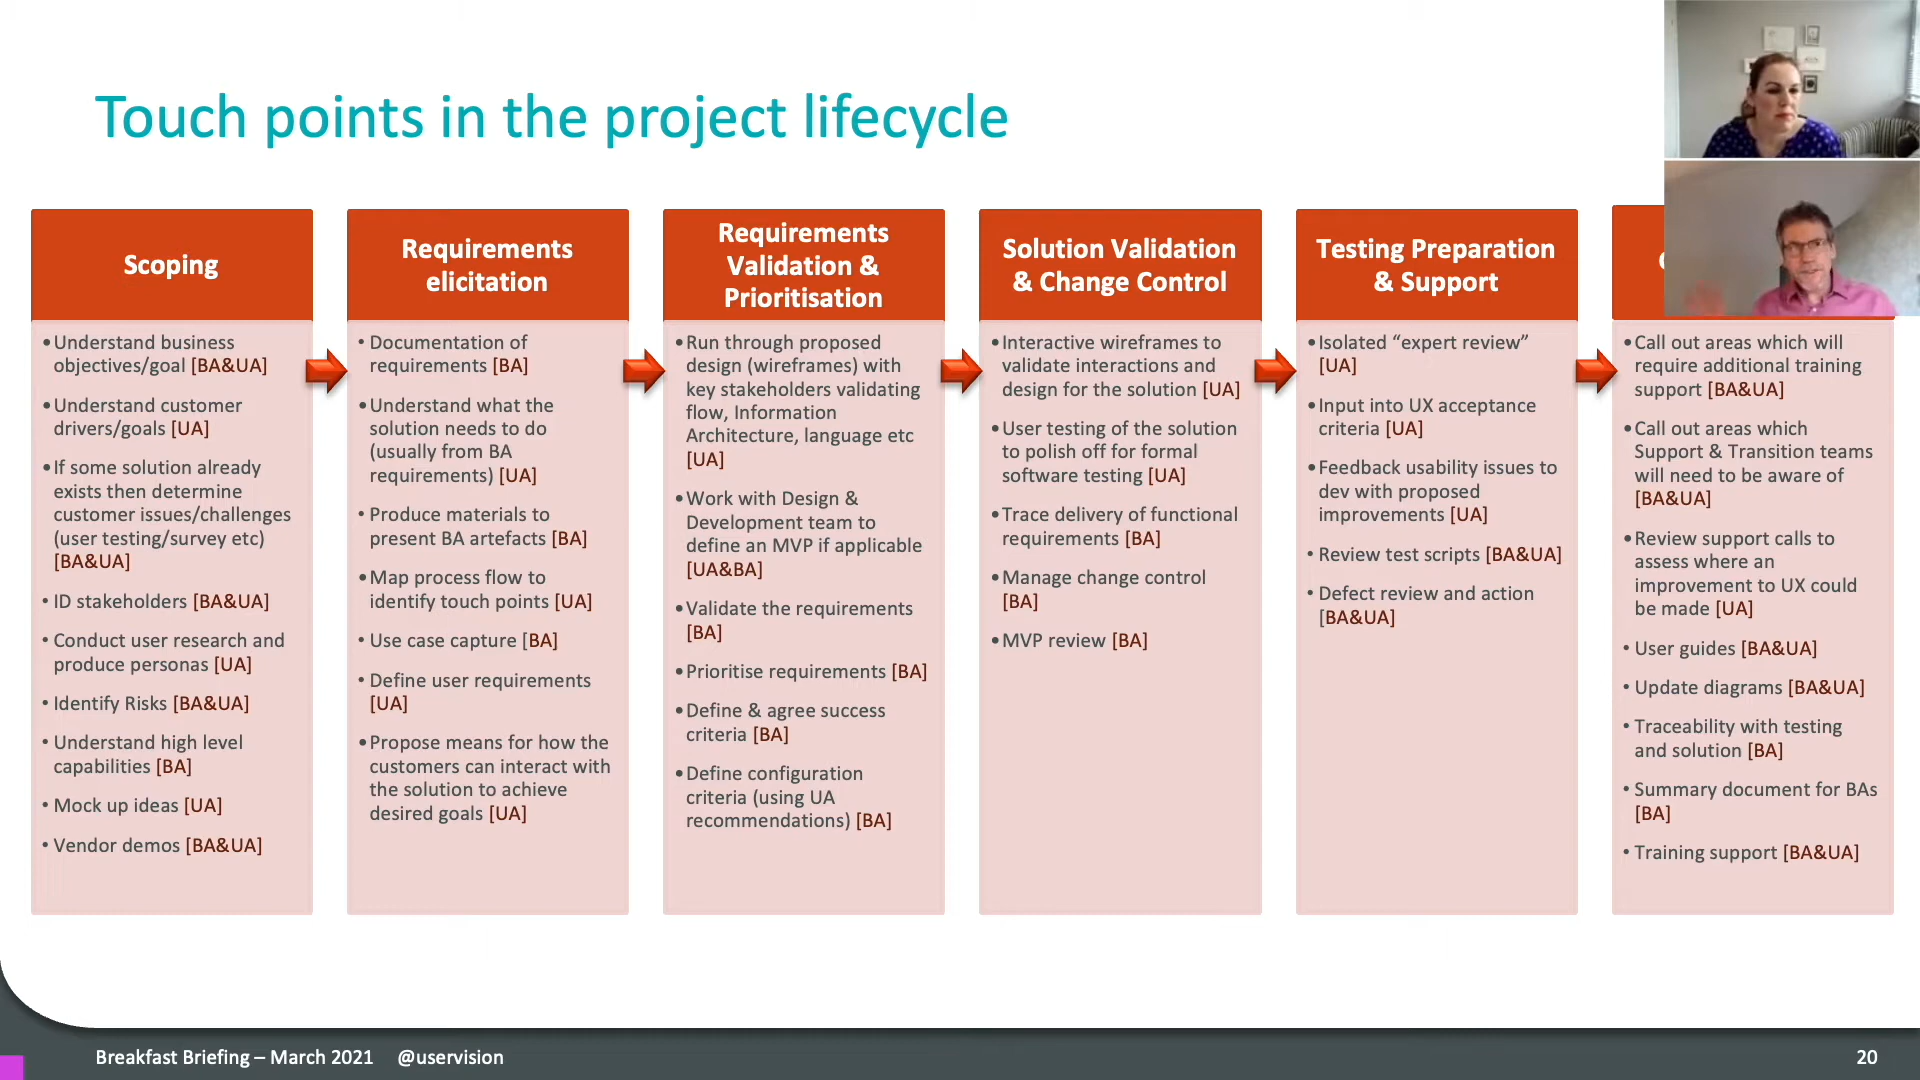 Touch points in the project lifecycle
Scoping
•Understand business
objectives/goal [BA&UA]
•Understand customer
drivers/goals [UA]
•If some solution already
exists then determine
customer issues/challenges
(user testing/survey etc)
[BA&UA]
• ID stakeholders [BA&UA]
• Conduct user research and
produce personas [UA]
• Identify Risks [BA&UA]
• Understand high level
capabilities [BA]
• Mock up ideas [UA]
• Vendor demos [BA&UA]
Requirements
elicitation
• Documentation of
requirements [BA]
•Understand what the
solution needs to do
(usually from BA
requirements) [UA]
• Produce materials to
present BA artefacts [BA]
•Map process flow to
identify touch points [UA]
• Use case capture [BA]
• Define user requirements
[UA]
•Propose means for how the
customers can interact with
the solution to achieve
desired goals [UA]
Requirements
Validation &
Prioritisation
•Run through proposed
design (wireframes) with
key stakeholders validating
flow, Information
Architecture, language etc
[UA]
•Work with Design &
Development team to
define an MVP if applicable
[UA&BA]
•Validate the requirements
[BA]
•Prioritise requirements [BA]
•Define & agree success
criteria [BA]
•Define configuration
criteria (using UA
recommendations) [BA]
Solution Validation
& Change Control
•Interactive wireframes to
validate interactions and
design for the solution [UA]
•User testing of the solution
to polish off for formal
software testing [UA]
•Trace delivery of functional
requirements [BA]
•Manage change control
[BA]
•MVP review [BA]
Testing Preparation
& Support
•Isolated “expert review”
[UA]
•Input into UX acceptance
criteria [UA]
•Feedback usability issues to
dev with proposed
improvements [UA]
• Review test scripts [BA&UA]
• Defect review and action
[BA&UA]
•Call out areas which will
require additional training
support [BA&UA]
•Call out areas which
Support & Transition teams
will need to be aware of
[BA&UA]
•Review support calls to
assess where an
improvement to UX could
be made [UA]
• User guides [BA&UA]
• Update diagrams [BA&UA]
• Traceability with testing
and solution [BA]
• Summary document for BAs
[BA]
• Training support [BA&UA]
Breakfast Briefing – March 2021 @uservision
20